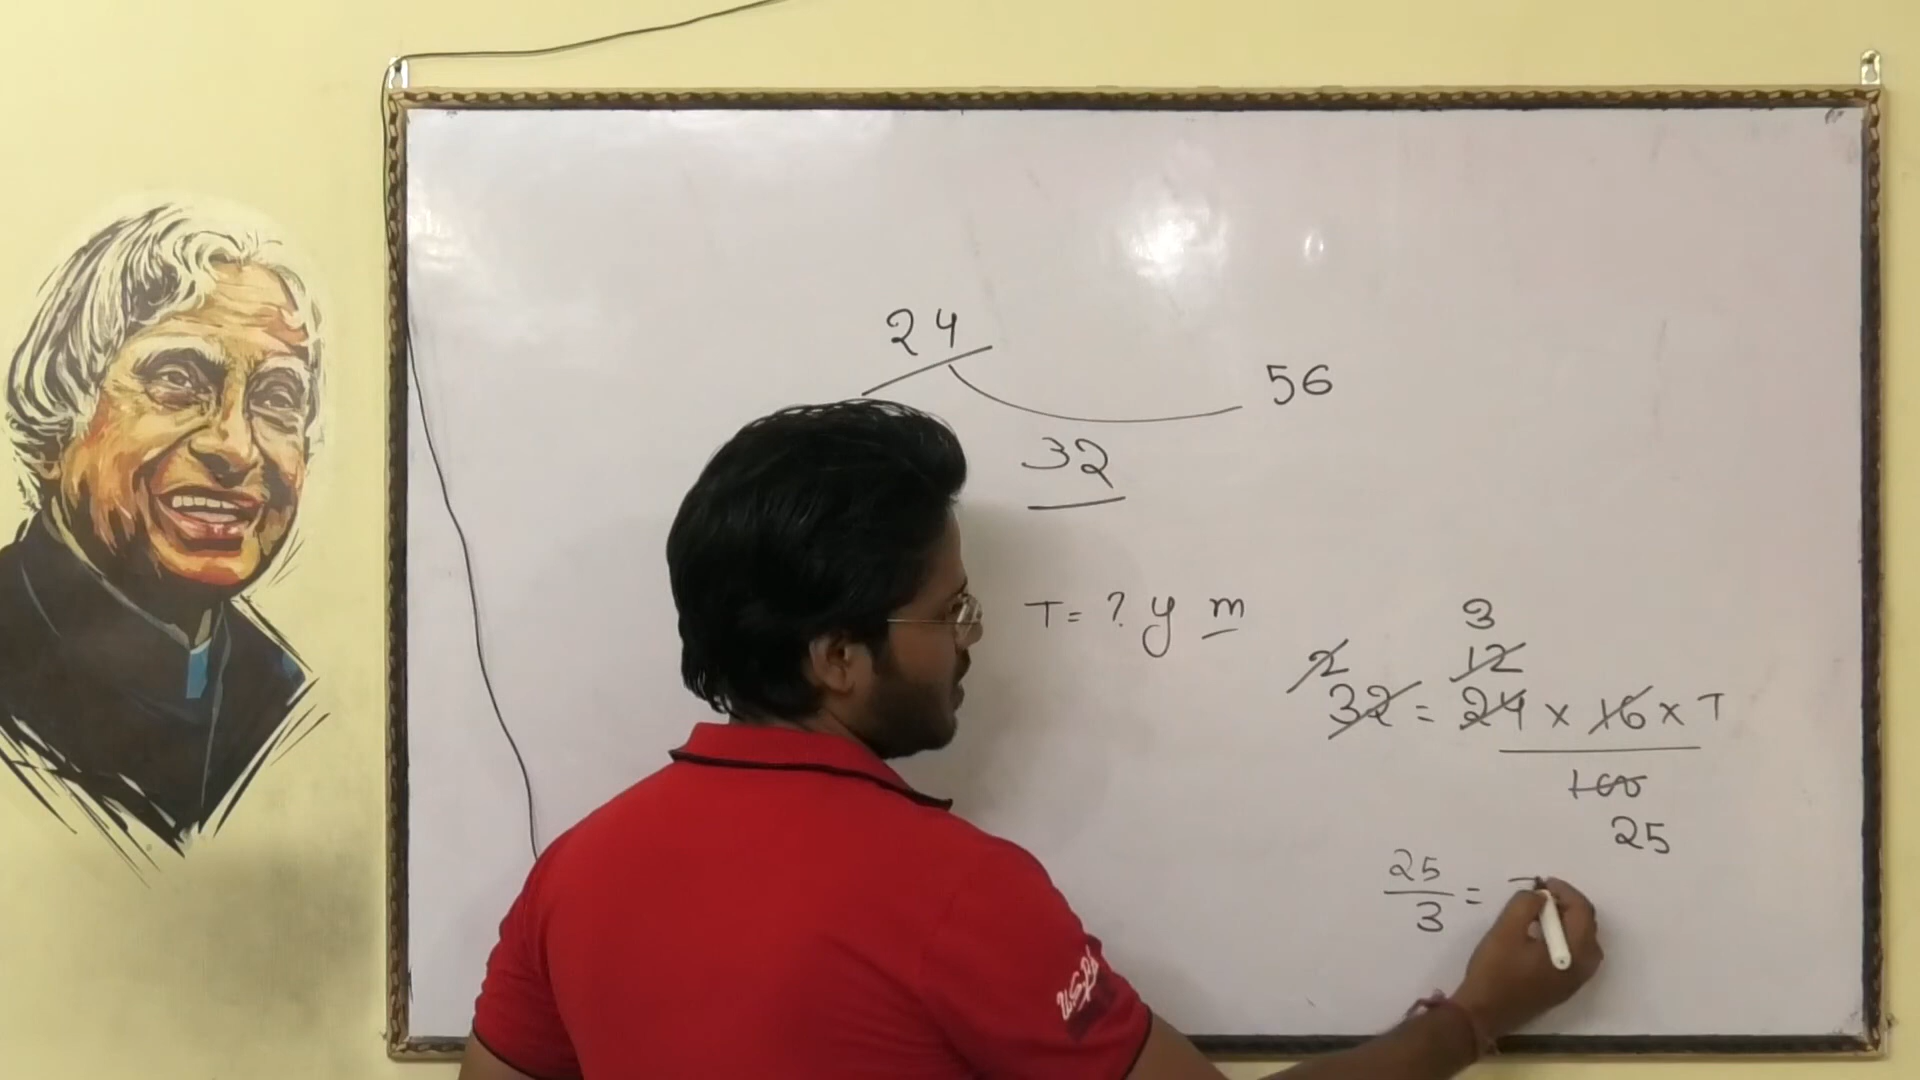 24
56
32
T = ? y m
3
2 12
32 = 24 × 16 × T
100
25
25
3 = T